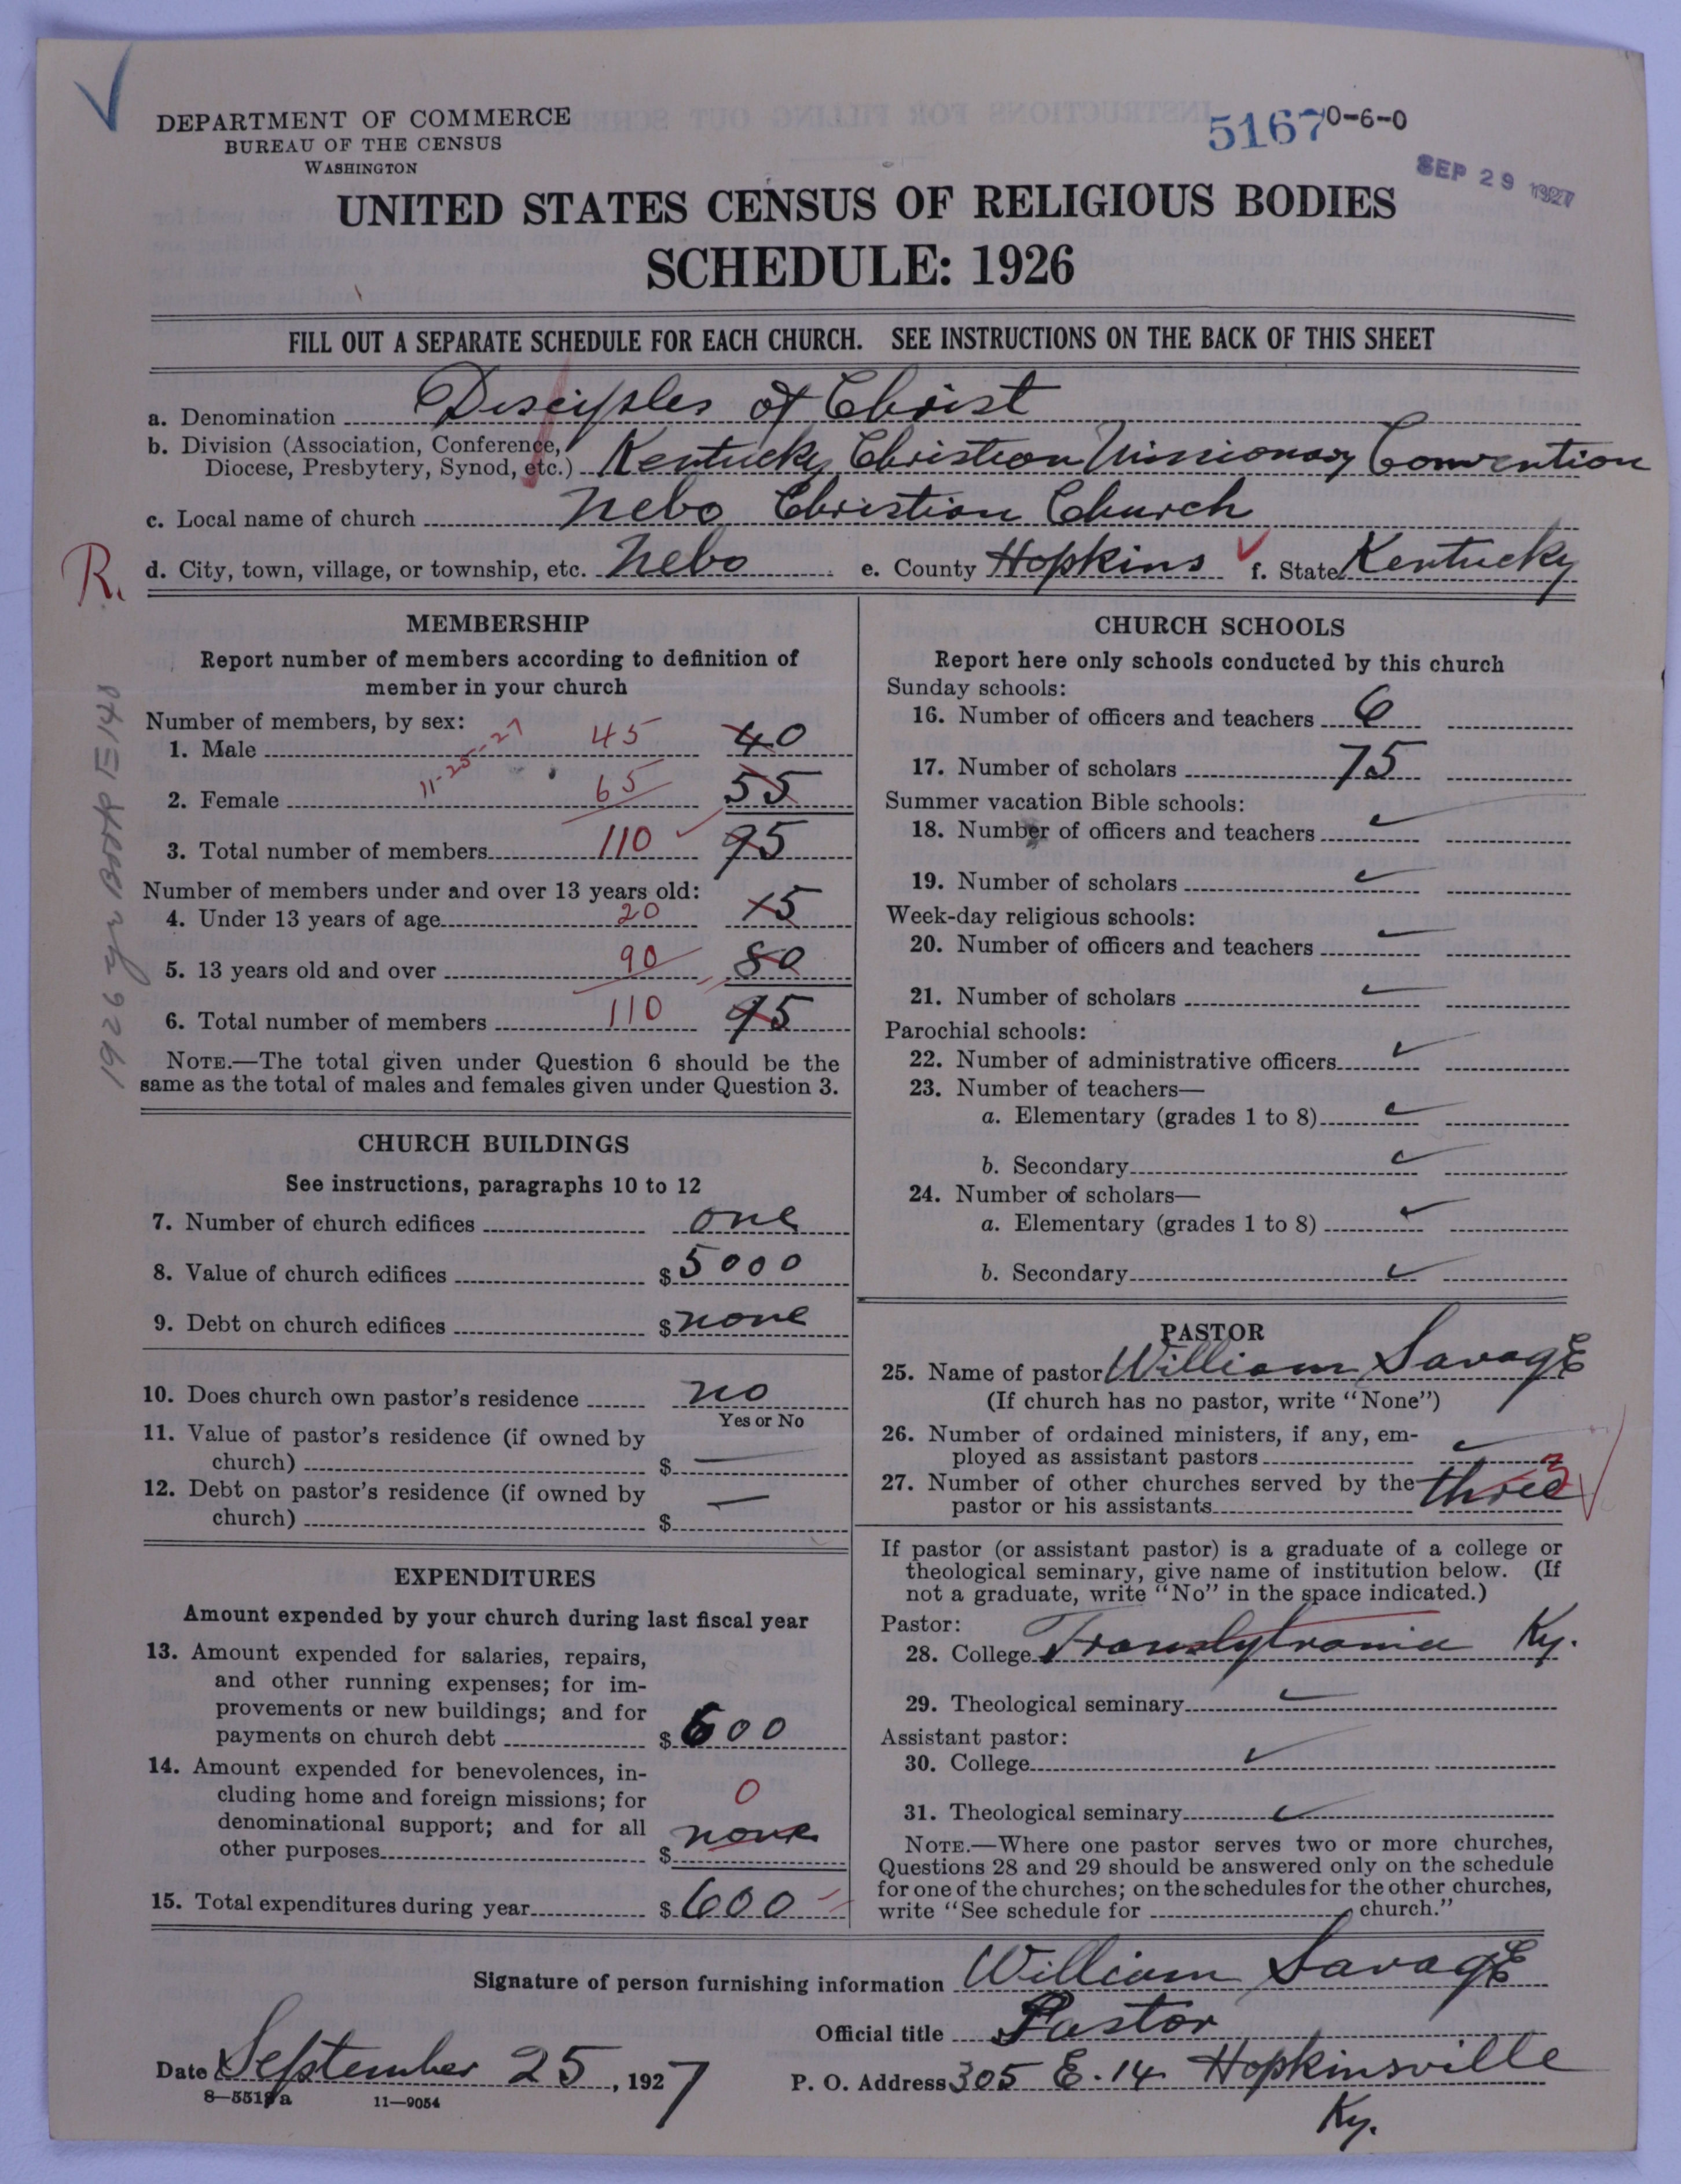 DEPARTMENT OF COMMERCE
BUREAU OF THE CENSUS
WASHINGTON
5167 0-6-0
SEP 29 1927
UNITED STATES CENSUS OF RELIGIOUS BODIES
SCHEDULE: 1926
FILL OUT A SEPARATE SCHEDULE FOR EACH CHURCH. SEE INSTRUCTIONS ON THE BACK OF THIS SHEET
a. Denomination Disciples of Christ
b. Division (Association, Conference,
Diocese, Presbytery, Synod, etc.) Kentucky Christian Missionary Convention
c. Local name of church Nebo Christian Church
R.
d. City, town, village, or township, etc. Nebo e. County Hopkins f. State Kentucky
MEMBERSHIP
Report number of members according to definition of
member in your church
Number of members, by sex:
1. Male 45 40
11-25-27
2. Female 65 55
3. Total number of members 110 95
Number of members under and over 13 years old:
4. Under 13 years of age 20 15
5. 13 years old and over 90 80
6. Total number of members 110 95
NOTE.—The total given under Question 6 should be the
same as the total of males and females given under Question 3.
1926 yr Book E 140
CHURCH BUILDINGS
See instructions, paragraphs 10 to 12
7. Number of church edifices one
8. Value of church edifices $ 5000
9. Debt on church edifices $ none
10. Does church own pastor's residence no
Yes or No
11. Value of pastor's residence (if owned by
church) $ —
12. Debt on pastor's residence (if owned by
church) $ —
EXPENDITURES
Amount expended by your church during last fiscal year
13. Amount expended for salaries, repairs,
and other running expenses; for im-
provements or new buildings; and for
payments on church debt $ 600
14. Amount expended for benevolences, in-
cluding home and foreign missions; for
denominational support; and for all
other purposes $ none 0
15. Total expenditures during year $ 600
CHURCH SCHOOLS
Report here only schools conducted by this church
Sunday schools:
16. Number of officers and teachers 6
17. Number of scholars 75
Summer vacation Bible schools:
18. Number of officers and teachers
19. Number of scholars
Week-day religious schools:
20. Number of officers and teachers
21. Number of scholars
Parochial schools:
22. Number of administrative officers
23. Number of teachers—
a. Elementary (grades 1 to 8)
b. Secondary
24. Number of scholars—
a. Elementary (grades 1 to 8)
b. Secondary
PASTOR
25. Name of pastor William Savage
(If church has no pastor, write "None")
26. Number of ordained ministers, if any, em-
ployed as assistant pastors
27. Number of other churches served by the
pastor or his assistants three 3
If pastor (or assistant pastor) is a graduate of a college or
theological seminary, give name of institution below. (If
not a graduate, write "No" in the space indicated.)
Pastor:
28. College Transylvania Ky.
29. Theological seminary
Assistant pastor:
30. College
31. Theological seminary
NOTE.—Where one pastor serves two or more churches,
Questions 28 and 29 should be answered only on the schedule
for one of the churches; on the schedules for the other churches,
write "See schedule for church."
Signature of person furnishing information William Savage
Official title Pastor
Date September 25, 1927 P. O. Address 305 E. 14 Hopkinsville
Ky.
8—5518a 11—9054